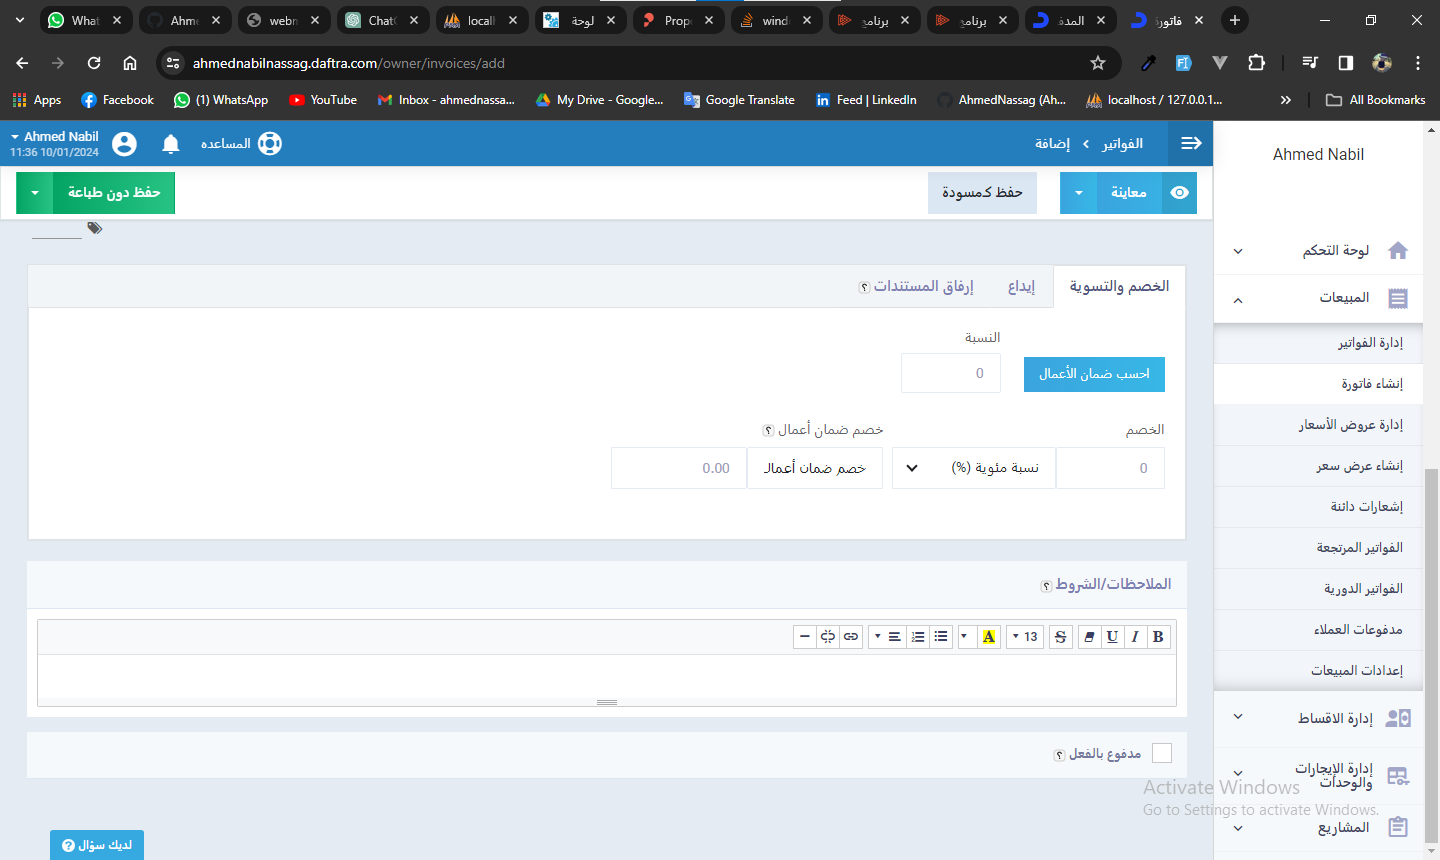 What
Ahme
webn
Chat
localh
لوحة
Prop
wind
برنامج
برنامج
المدف
فاتورة
ahmednabilnassag.daftra.com/owner/invoices/add
Apps
Facebook
(1) WhatsApp
YouTube
Inbox - ahmednassa...
My Drive - Google...
Google Translate
Feed | LinkedIn
AhmedNassag (Ah...
localhost / 127.0.0.1...
All Bookmarks
Ahmed Nabil
11:36 10/01/2024
المساعده
الفواتير
إضافة
Ahmed Nabil
معاينة
حفظ كمسودة
حفظ دون طباعة
لوحة التحكم
المبيعات
إدارة الفواتير
إنشاء فاتورة
إدارة عروض الأسعار
إنشاء عرض سعر
إشعارات دائنة
الفواتير المرتجعة
الفواتير الدورية
مدفوعات العملاء
إعدادات المبيعات
إدارة الاقساط
إدارة الإيجارات
والوحدات
المشاريع
الخصم والتسوية
إيداع
إرفاق المستندات ?
النسبة
احسب ضمان الأعمال
0
الخصم
خصم ضمان أعمال ?
0
نسبة مئوية (%)
خصم ضمان أعمال
0.00
الملاحظات/الشروط ?
B I U S 13 A
مدفوع بالفعل ?
لديك سؤال ?
Activate Windows
Go to Settings to activate Windows.